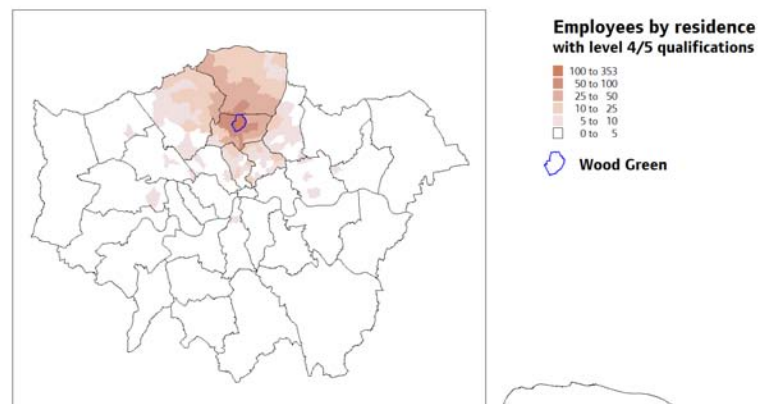 Employees by residence
with level 4/5 qualifications
100 to 353
50 to 100
25 to 50
10 to 25
5 to 10
0 to 5
Wood Green